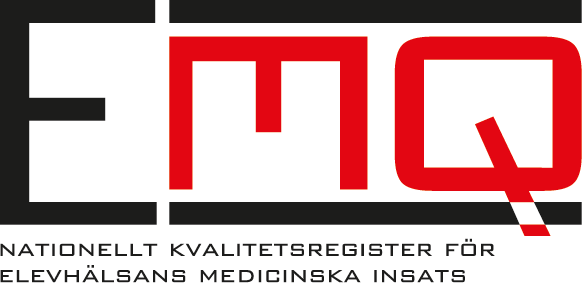 EMQ
NATIONELLT KVALITETSREGISTER FÖR
ELEVHÄLSANS MEDICINSKA INSATS